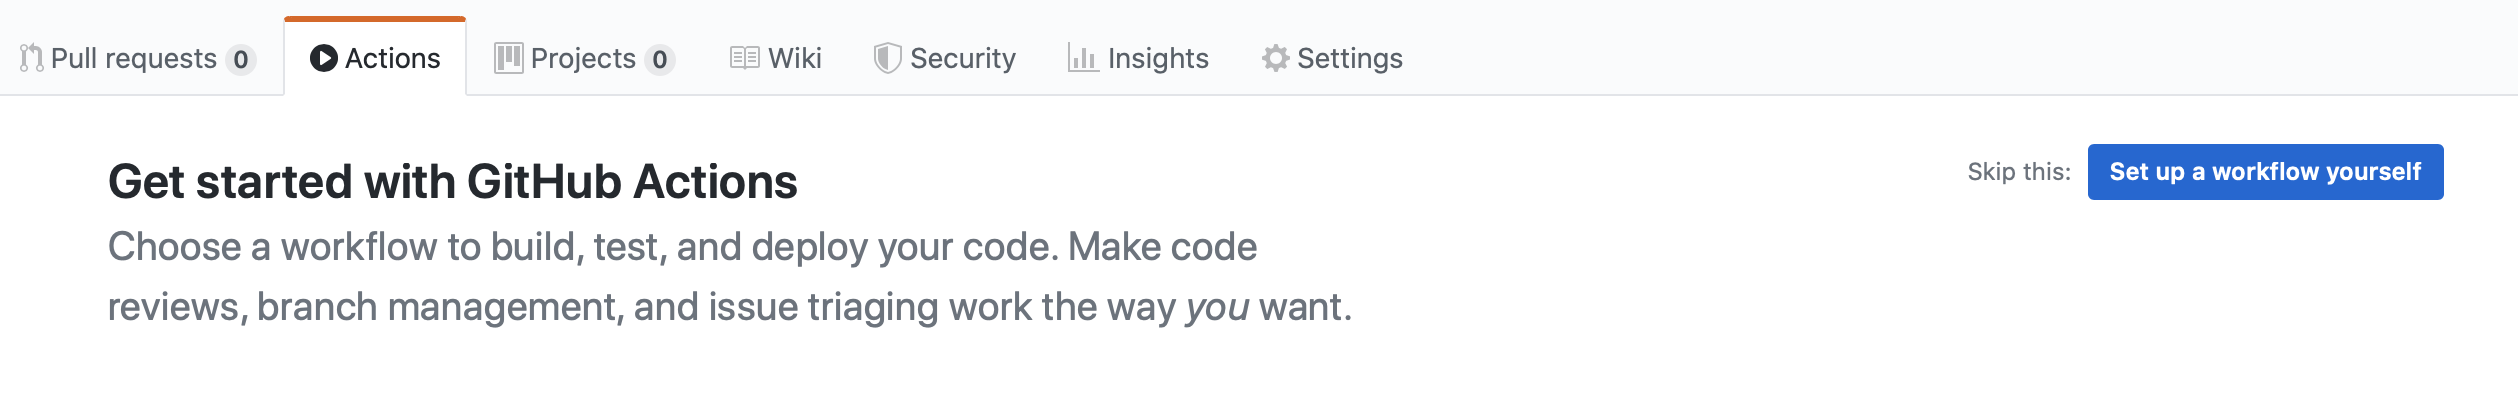 Pull requests 0 Actions Projects 0 Wiki Security Insights Settings
Get started with GitHub Actions
Skip this: Set up a workflow yourself
Choose a workflow to build, test, and deploy your code. Make code
reviews, branch management, and issue triaging work the way you want.